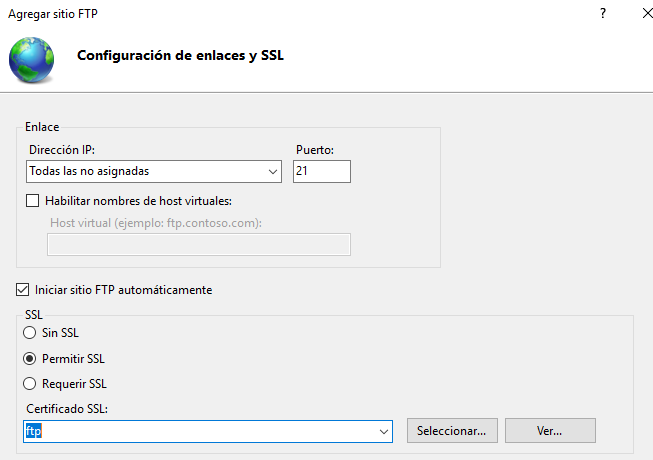 Agregar sitio FTP
?
Configuración de enlaces y SSL
Enlace
Dirección IP: Puerto:
Todas las no asignadas 21
Habilitar nombres de host virtuales:
Host virtual (ejemplo: ftp.contoso.com):
Iniciar sitio FTP automáticamente
SSL
Sin SSL
Permitir SSL
Requerir SSL
Certificado SSL:
ftp Seleccionar... Ver...